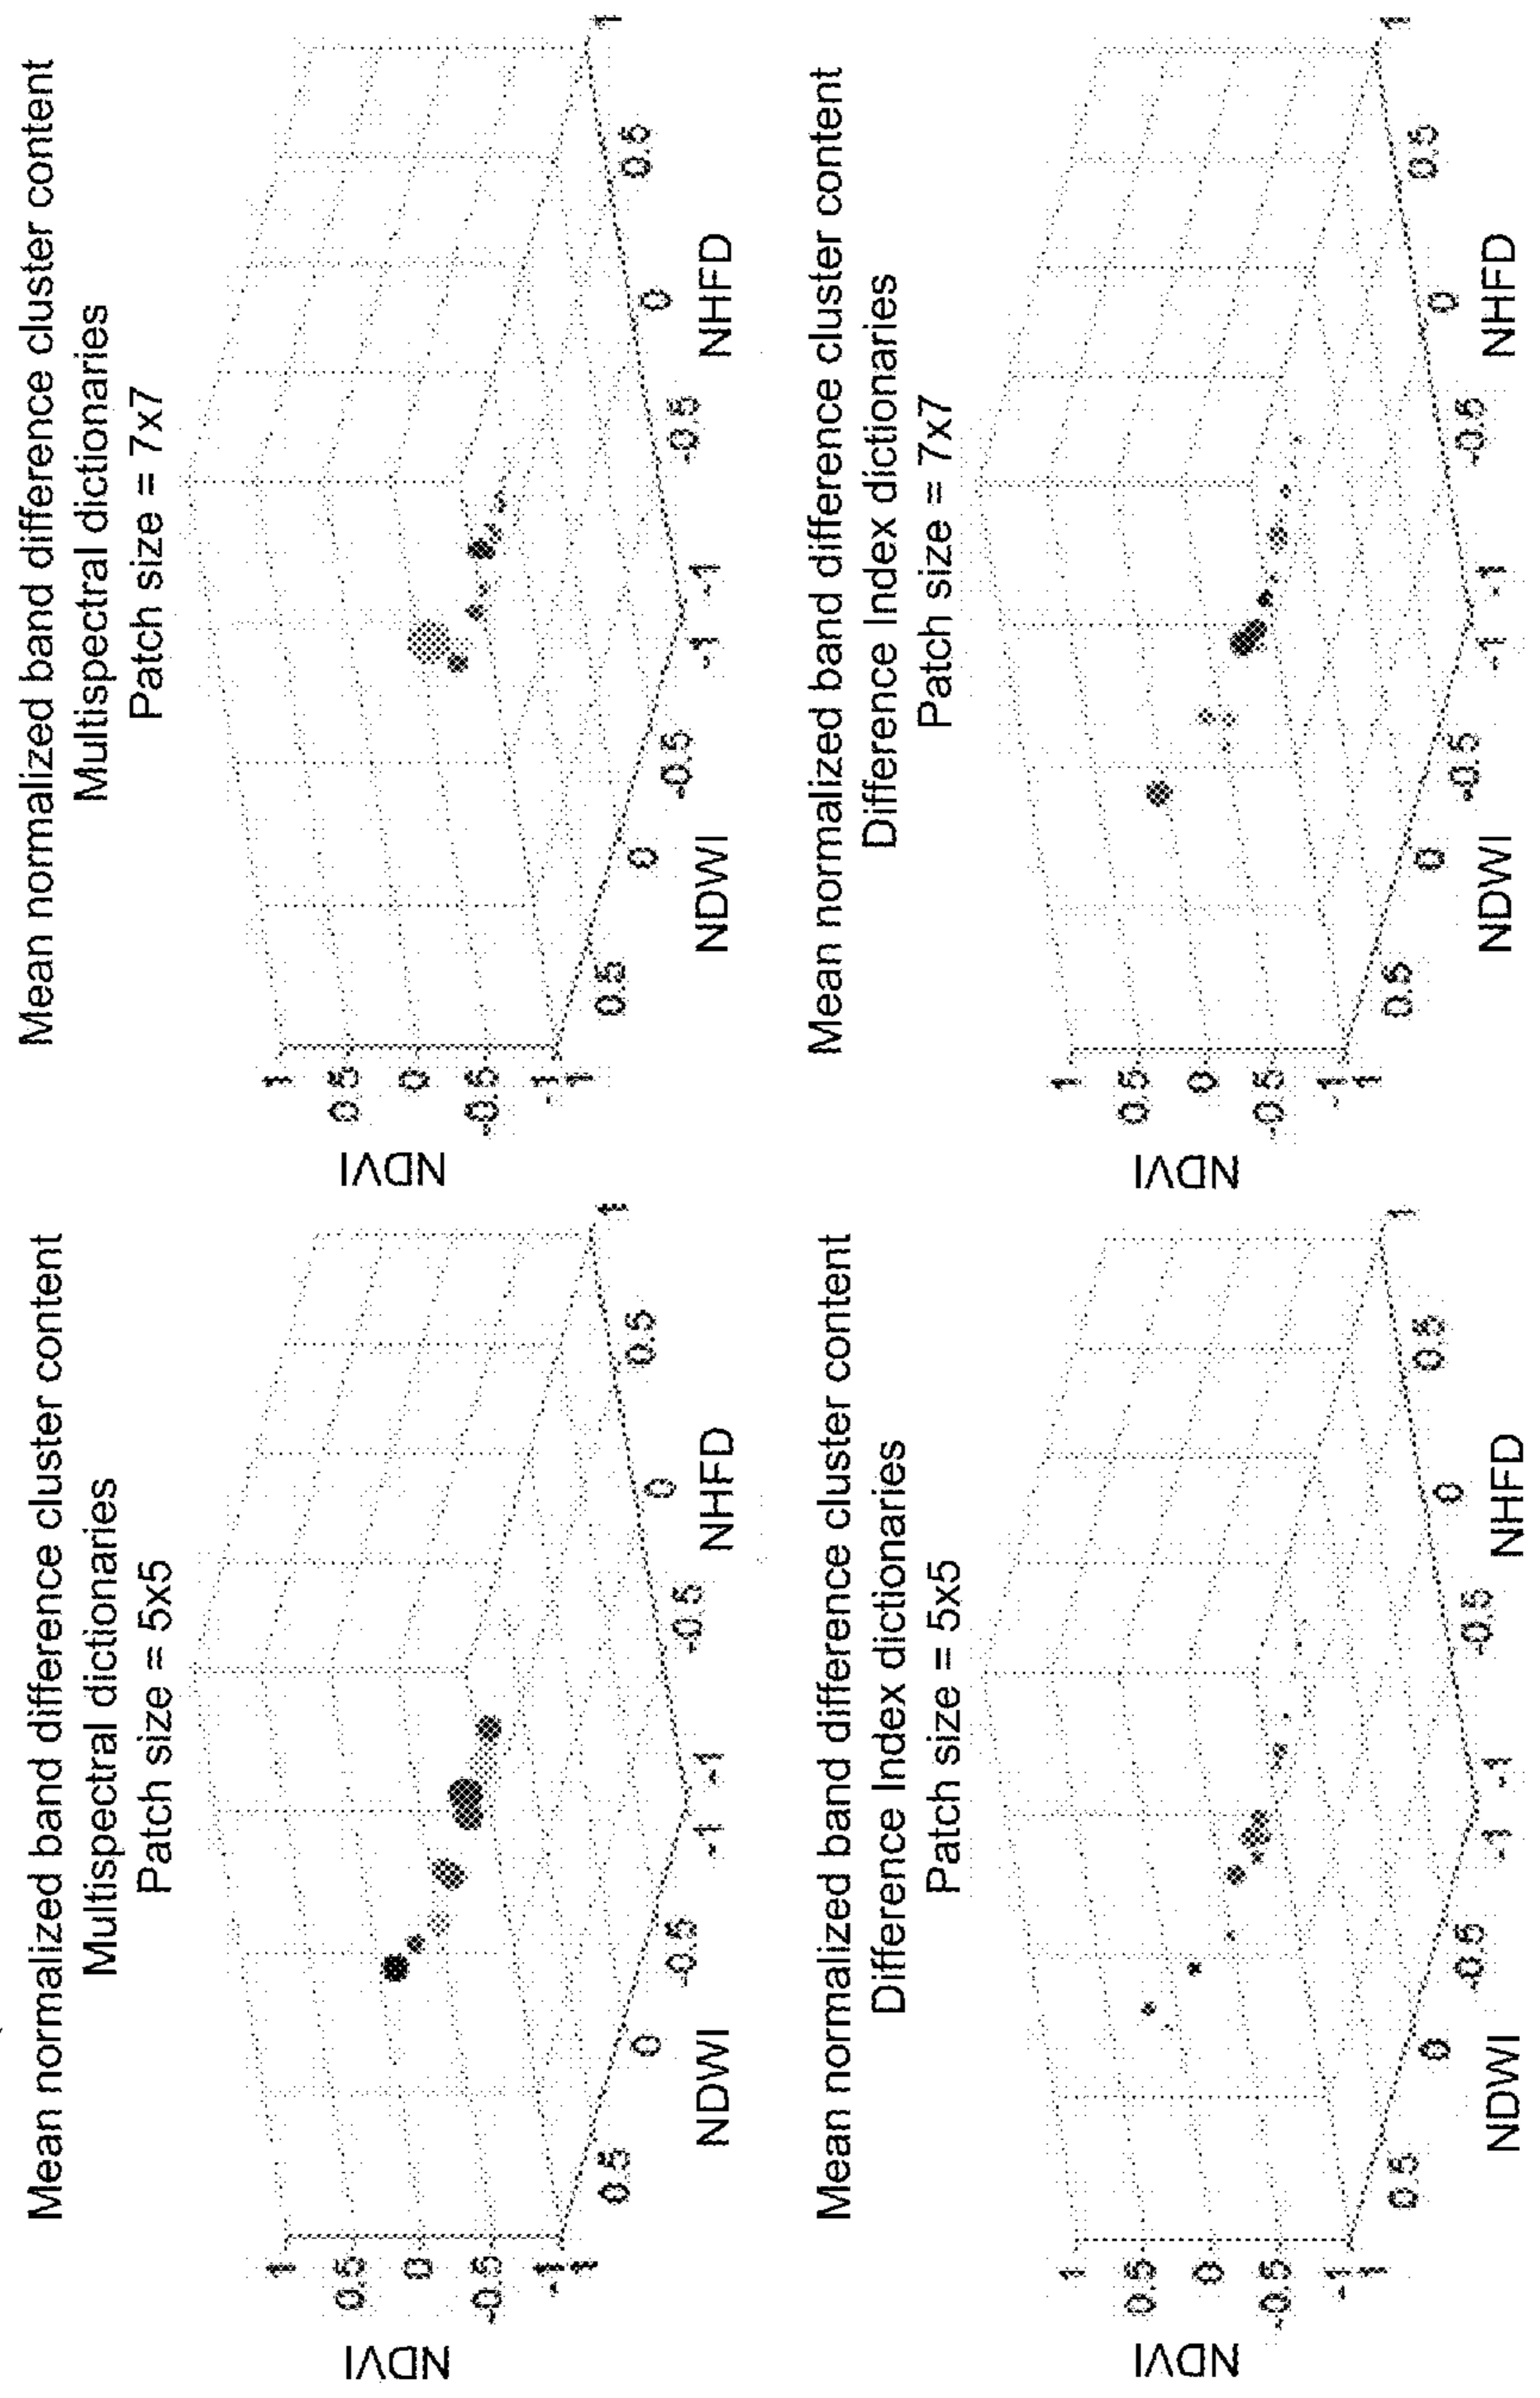 Mean normalized band difference cluster content
Multispectral dictionaries
Patch size = 5x5
NDVI
1
0.5
0
-0.5
-1
1
0.5
0
-0.5
-1
NDWI
-1
-0.5
0
0.5
1
NHFD
Mean normalized band difference cluster content
Multispectral dictionaries
Patch size = 7x7
NDVI
1
0.5
0
-0.5
-1
1
0.5
0
-0.5
-1
NDWI
-1
-0.5
0
0.5
1
NHFD
Mean normalized band difference cluster content
Difference Index dictionaries
Patch size = 5x5
NDVI
1
0.5
0
-0.5
-1
1
0.5
0
-0.5
-1
NDWI
-1
-0.5
0
0.5
1
NHFD
Mean normalized band difference cluster content
Difference Index dictionaries
Patch size = 7x7
NDVI
1
0.5
0
-0.5
-1
1
0.5
0
-0.5
-1
NDWI
-1
-0.5
0
0.5
1
NHFD